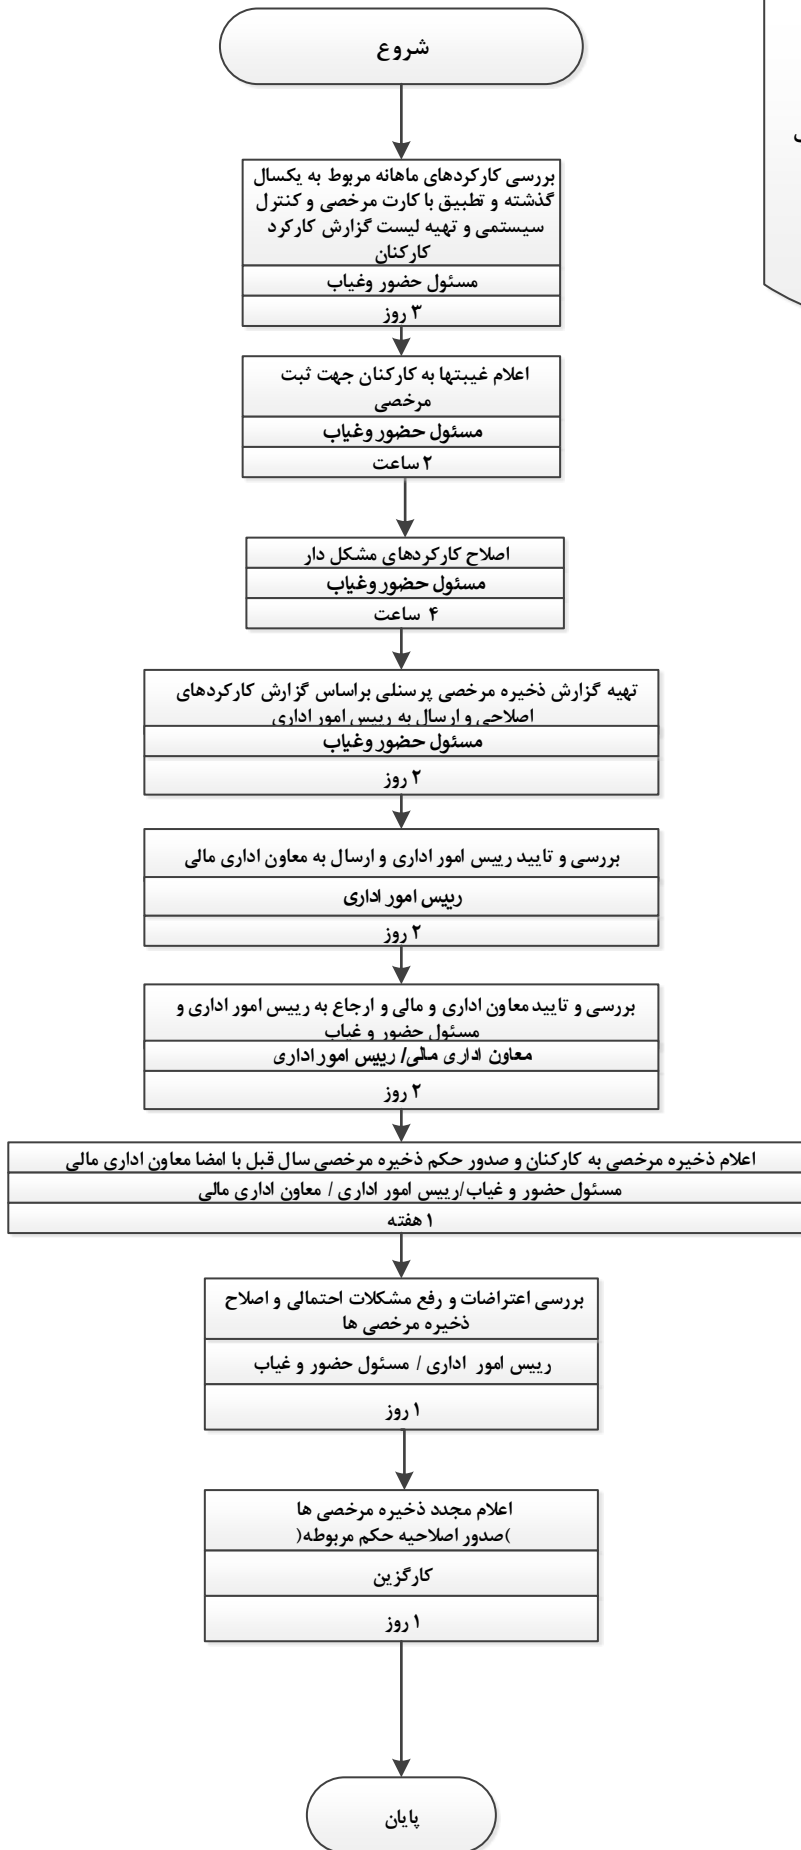 شروع
بررسی کارکردهای ماهانه مربوط به یکسال
گذشته و تطبیق با کارت مرخصی و کنترل
سیستمی و تهیه لیست گزارش کارکرد
کارکنان
مسئول حضور وغیاب
۳ روز
اعلام غیبتها به کارکنان جهت ثبت
مرخصی
مسئول حضور وغیاب
۲ ساعت
اصلاح کارکردهای مشکل دار
مسئول حضور وغیاب
۴ ساعت
تهیه گزارش ذخیره مرخصی پرسنلی براساس گزارش کارکردهای
اصلاحی و ارسال به رییس امور اداری
مسئول حضور وغیاب
۲ روز
بررسی و تایید رییس امور اداری و ارسال به معاون اداری مالی
رییس امور اداری
۲ روز
بررسی و تایید معاون اداری و مالی و ارجاع به رییس امور اداری و
مسئول حضور و غیاب
معاون اداری مالی/ رییس امور اداری
۲ روز
اعلام ذخیره مرخصی به کارکنان و صدور حکم ذخیره مرخصی سال قبل با امضا معاون اداری مالی
مسئول حضور و غیاب/رییس امور اداری / معاون اداری مالی
۱ هفته
بررسی اعتراضات و رفع مشکلات احتمالی و اصلاح
ذخیره مرخصی ها
رییس امور اداری / مسئول حضور و غیاب
۱ روز
اعلام مجدد ذخیره مرخصی ها
(صدور اصلاحیه حکم مربوطه)
کارگزین
۱ روز
پایان